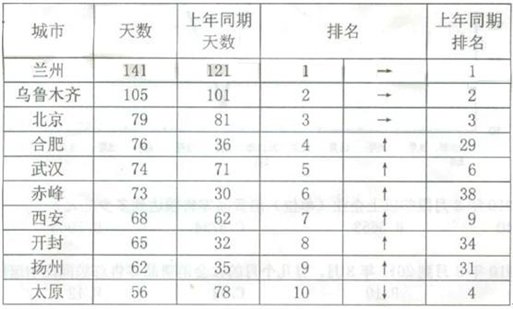 城市 天数 上年同期天数 排名 上年同期排名
兰州 141 121 1 → 1
乌鲁木齐 105 101 2 → 2
北京 79 81 3 → 3
合肥 76 36 4 ↑ 29
武汉 74 71 5 ↑ 6
赤峰 73 30 6 ↑ 38
西安 68 62 7 ↑ 9
开封 65 32 8 ↑ 34
扬州 62 35 9 ↑ 31
太原 56 78 10 ↓ 4